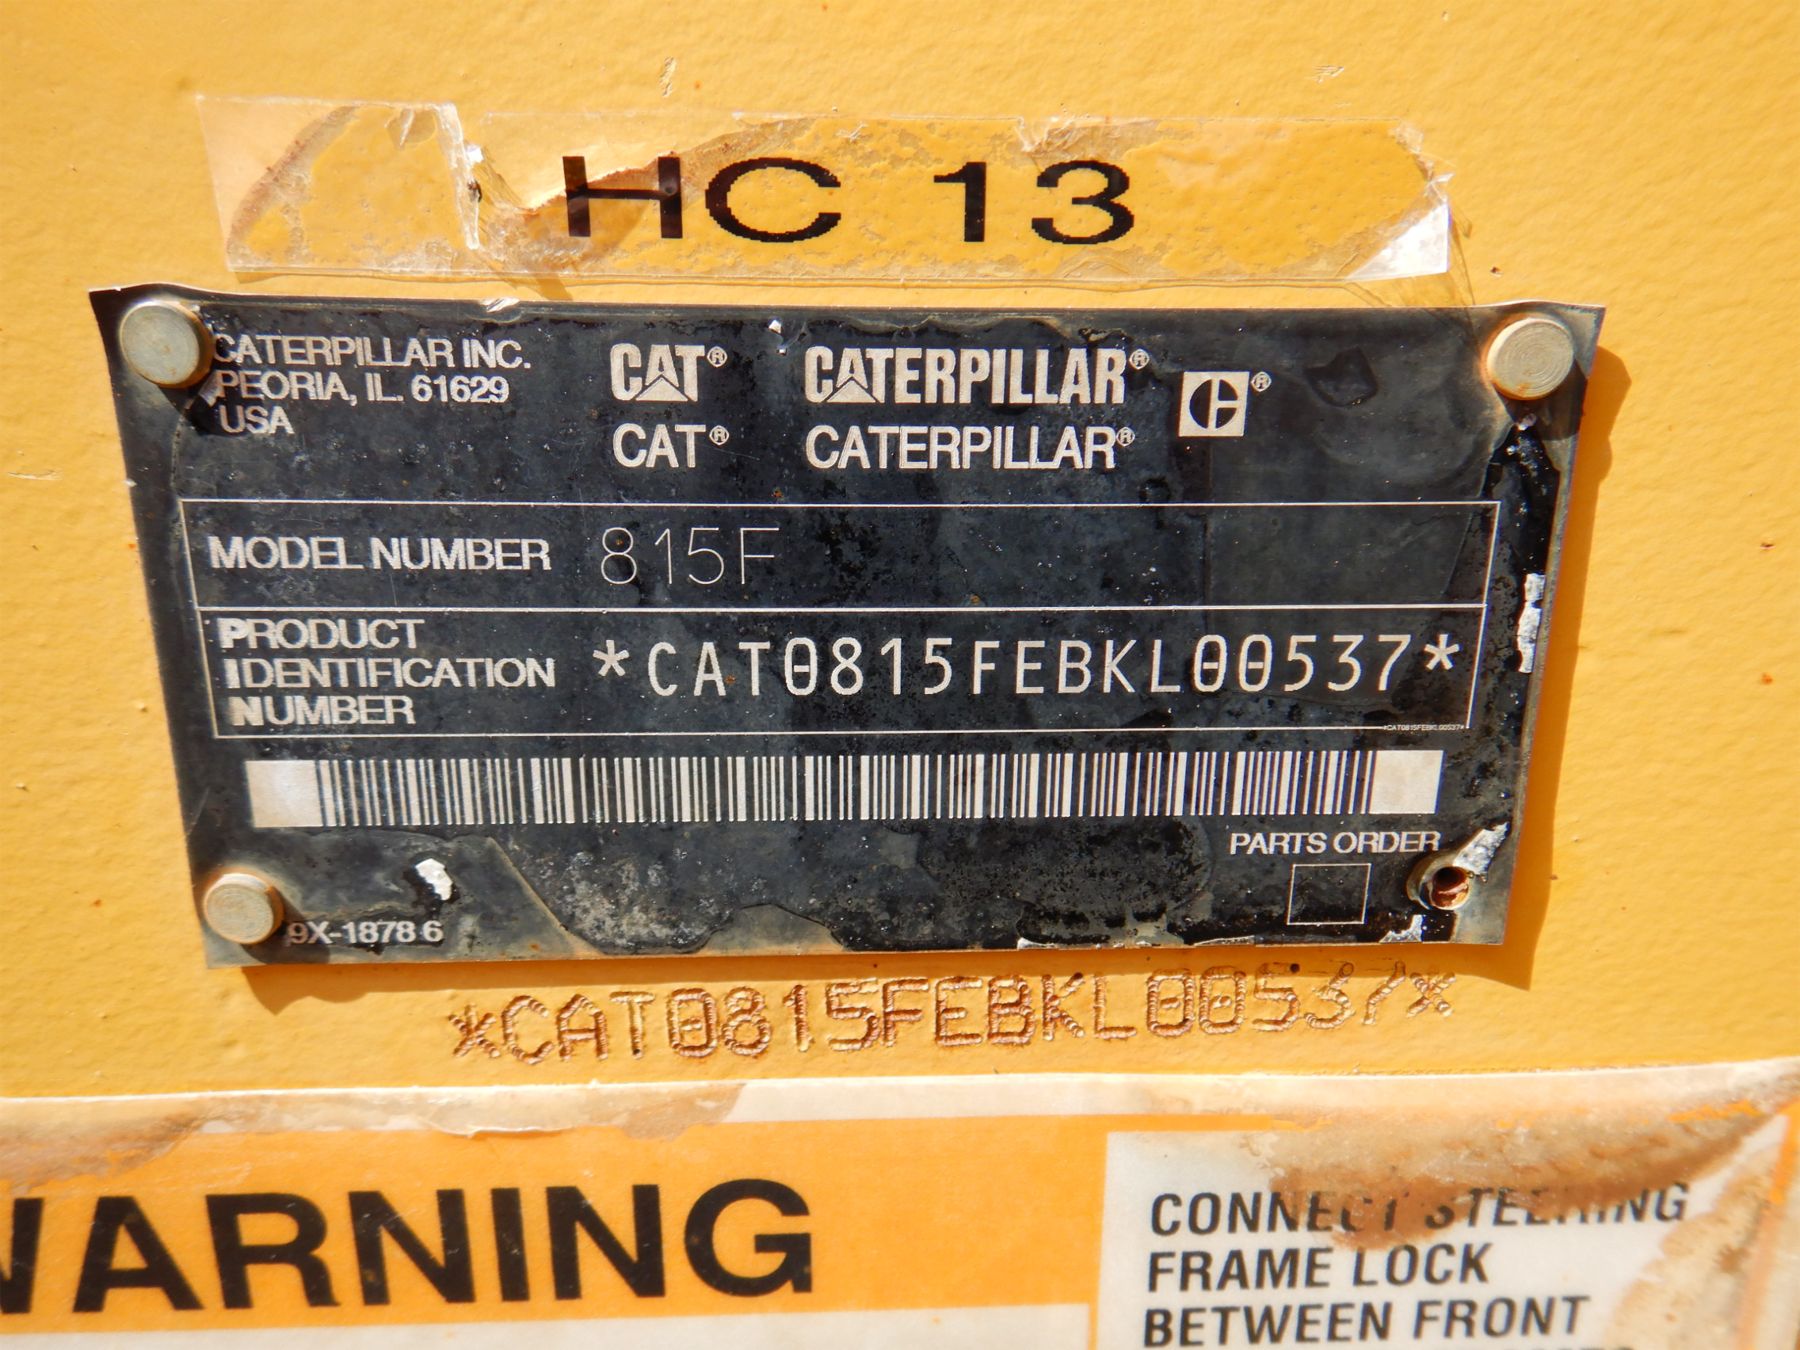 HC 13
CATERPILLAR INC.
PEORIA, IL. 61629
USA
CAT® CATERPILLAR® C®
CAT® CATERPILLAR®
MODEL NUMBER 815F
PRODUCT
IDENTIFICATION
NUMBER
*CAT0815FEBKL00537*
*CAT0815FEBKL00537*
PARTS ORDER
9X-1878 6
*CAT0815FEBKL00537*
WARNING
CONNECT STEERING
FRAME LOCK
BETWEEN FRONT